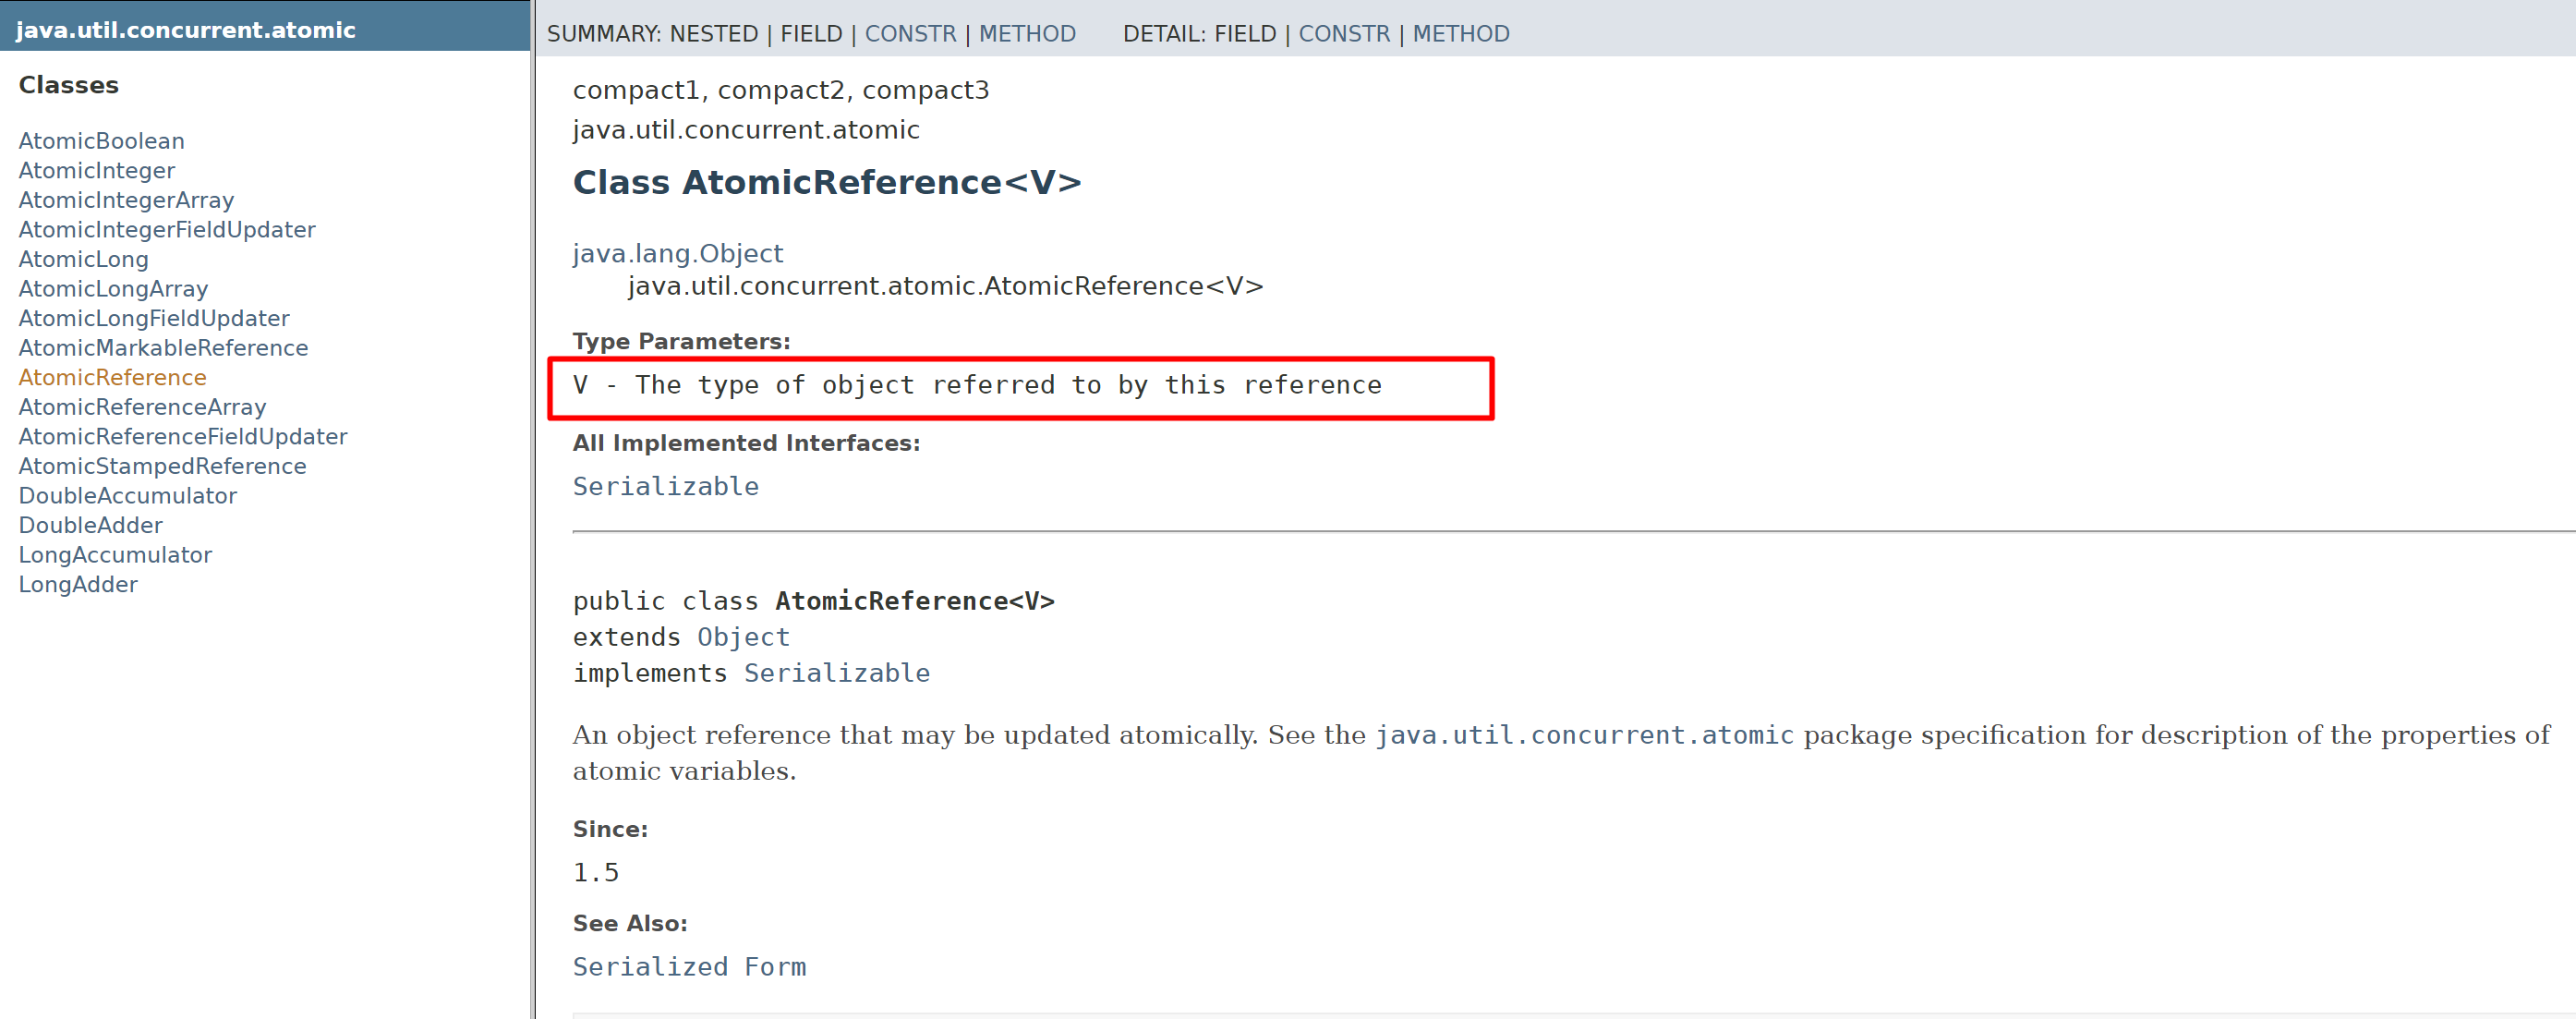 java.util.concurrent.atomic
Classes
AtomicBoolean
AtomicInteger
AtomicIntegerArray
AtomicIntegerFieldUpdater
AtomicLong
AtomicLongArray
AtomicLongFieldUpdater
AtomicMarkableReference
AtomicReference
AtomicReferenceArray
AtomicReferenceFieldUpdater
AtomicStampedReference
DoubleAccumulator
DoubleAdder
LongAccumulator
LongAdder
SUMMARY: NESTED | FIELD | CONSTR | METHOD DETAIL: FIELD | CONSTR | METHOD
compact1, compact2, compact3
java.util.concurrent.atomic
Class AtomicReference<V>
java.lang.Object
java.util.concurrent.atomic.AtomicReference<V>
Type Parameters:
V - The type of object referred to by this reference
All Implemented Interfaces:
Serializable
public class AtomicReference<V>
extends Object
implements Serializable
An object reference that may be updated atomically. See the java.util.concurrent.atomic package specification for description of the properties of
atomic variables.
Since:
1.5
See Also:
Serialized Form